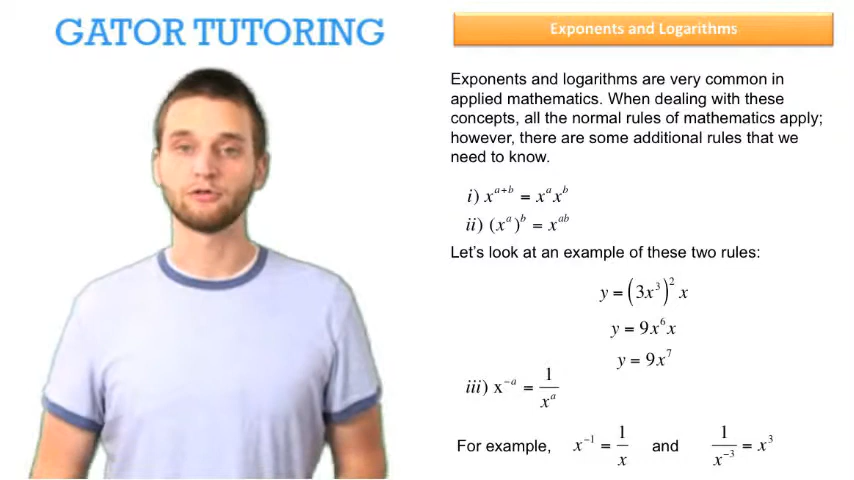 GATOR TUTORING
Exponents and Logarithms
Exponents and logarithms are very common in
applied mathematics. When dealing with these
concepts, all the normal rules of mathematics apply;
however, there are some additional rules that we
need to know.
i) x^{a+b} = x^a x^b
ii) (x^a)^b = x^{ab}
Let's look at an example of these two rules:
y = (3x^3)^2 x
y = 9x^6 x
y = 9x^7
iii) x^{-a} = 1/x^a
For example, x^{-1} = 1/x and 1/x^{-3} = x^3